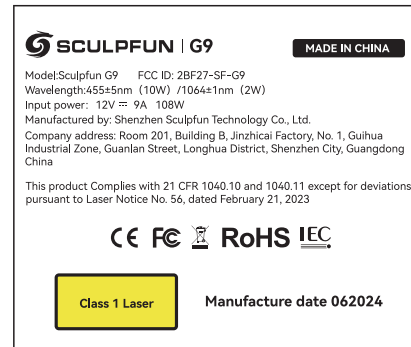 SCULPFUN | G9
MADE IN CHINA
Model:Sculpfun G9 FCC ID: 2BF27-SF-G9
Wavelength:455±5nm (10W) /1064±1nm (2W)
Input power: 12V ⎓ 9A 108W
Manufactured by: Shenzhen Sculpfun Technology Co., Ltd.
Company address: Room 201, Building B, Jinzhicai Factory, No. 1, Guihua
Industrial Zone, Guanlan Street, Longhua District, Shenzhen City, Guangdong
China
This product Complies with 21 CFR 1040.10 and 1040.11 except for deviations
pursuant to Laser Notice No. 56, dated February 21, 2023
CE FC RoHS IEC
Class 1 Laser
Manufacture date 062024